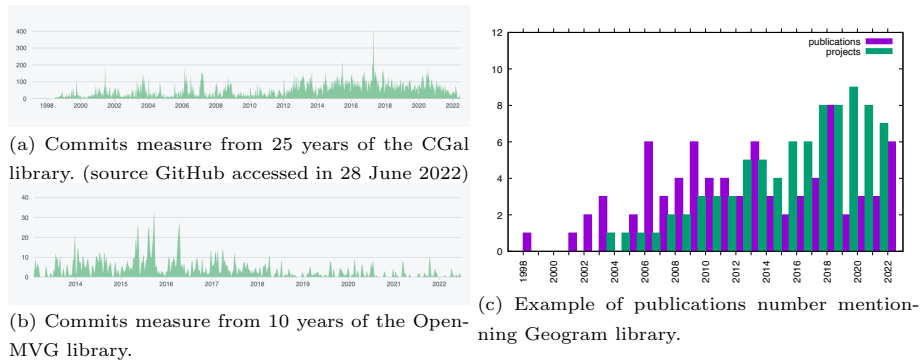 400
300
200
100
0
1998 2000 2002 2004 2006 2008 2010 2012 2014 2016 2018 2020 2022
(a) Commits measure from 25 years of the CGal
library. (source GitHub accessed in 28 June 2022)
40
30
20
10
0
2014 2015 2016 2017 2018 2019 2020 2021 2022
(b) Commits measure from 10 years of the Open-
MVG library.
publications
projects
12
10
8
6
4
2
0
1998 2000 2002 2004 2006 2008 2010 2012 2014 2016 2018 2020 2022
(c) Example of publications number mentio-
ning Geogram library.